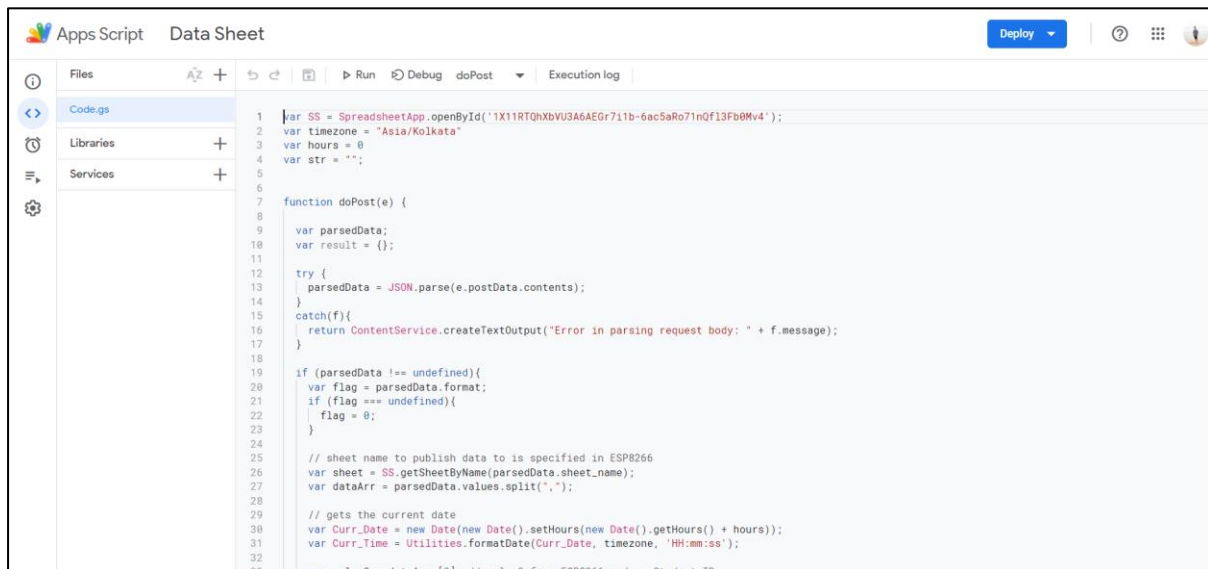 Apps Script Data Sheet Deploy
Files AZ
Run Debug doPost Execution log
Code.gs
Libraries
Services
1 var SS = SpreadsheetApp.openById('1X11RTQhXbVU3A6AEGr7i1b-6ac5aRo71nQfl3Fb0Mv4');
2 var timezone = "Asia/Kolkata"
3 var hours = 0
4 var str = "";
5
6
7 function doPost(e) {
8
9 var parsedData;
10 var result = {};
11
12 try {
13 parsedData = JSON.parse(e.postData.contents);
14 }
15 catch(f){
16 return ContentService.createTextOutput("Error in parsing request body: " + f.message);
17 }
18
19 if (parsedData !== undefined){
20 var flag = parsedData.format;
21 if (flag === undefined){
22 flag = 0;
23 }
24
25 // sheet name to publish data to is specified in ESP8266
26 var sheet = SS.getSheetByName(parsedData.sheet_name);
27 var dataArr = parsedData.values.split(",");
28
29 // gets the current date
30 var Curr_Date = new Date(new Date().setHours(new Date().getHours() + hours));
31 var Curr_Time = Utilities.formatDate(Curr_Date, timezone, 'HH:mm:ss');
32